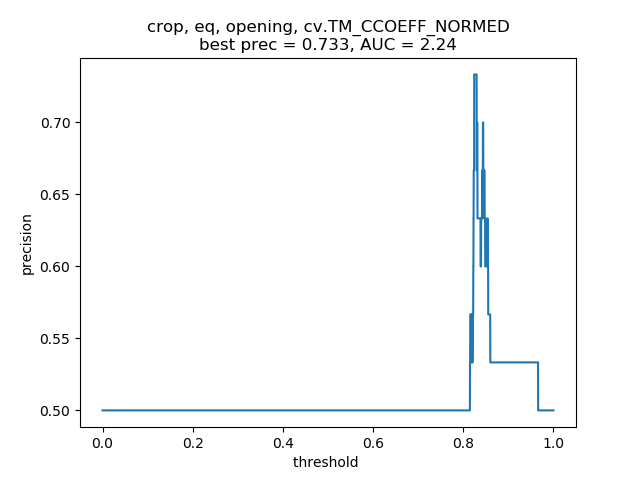 crop, eq, opening, cv.TM_CCOEFF_NORMED
best prec = 0.733, AUC = 2.24
0.70
0.65
0.60
0.55
0.50
precision
0.0 0.2 0.4 0.6 0.8 1.0
threshold